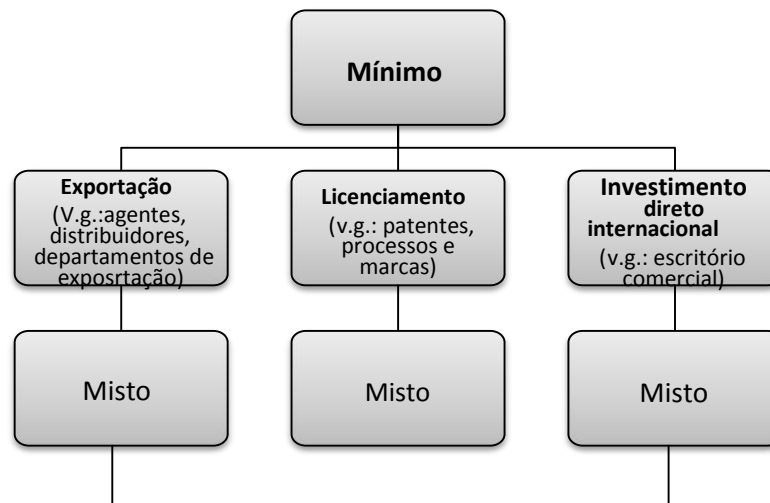 Mínimo
Exportação
(V.g.:agentes,
distribuidores,
departamentos de
exposrtação)
Licenciamento
(v.g.: patentes,
processos e
marcas)
Investimento
direto
internacional
(v.g.: escritório
comercial)
Misto
Misto
Misto